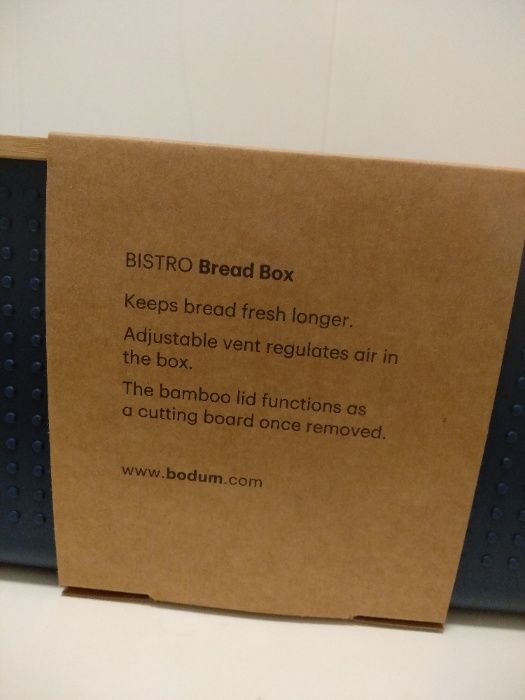 BISTRO Bread Box
Keeps bread fresh longer.
Adjustable vent regulates air in
the box.
The bamboo lid functions as
a cutting board once removed.
www.bodum.com